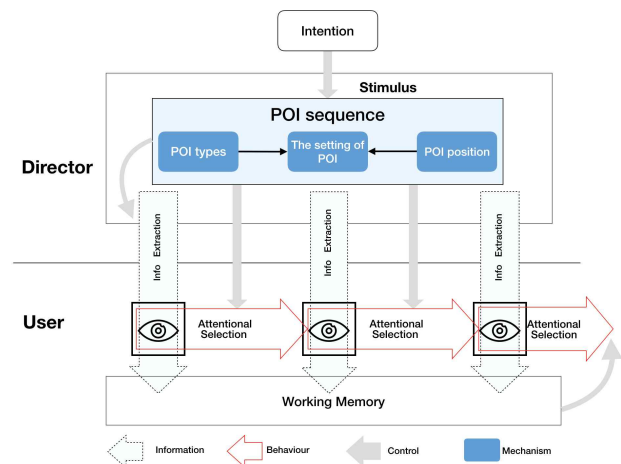 Intention
Stimulus
POI sequence
POI types
The setting of
POI
POI position
Director
Info Extraction
Info Extraction
Info Extraction
User
Attentional
Selection
Attentional
Selection
Attentional
Selection
Working Memory
Information
Behaviour
Control
Mechanism